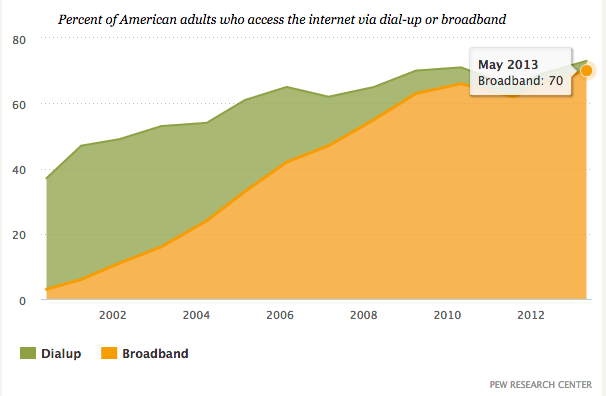 Percent of American adults who access the internet via dial-up or broadband
80
60
40
20
0
May 2013
Broadband: 70
2002 2004 2006 2008 2010 2012
Dialup Broadband
PEW RESEARCH CENTER